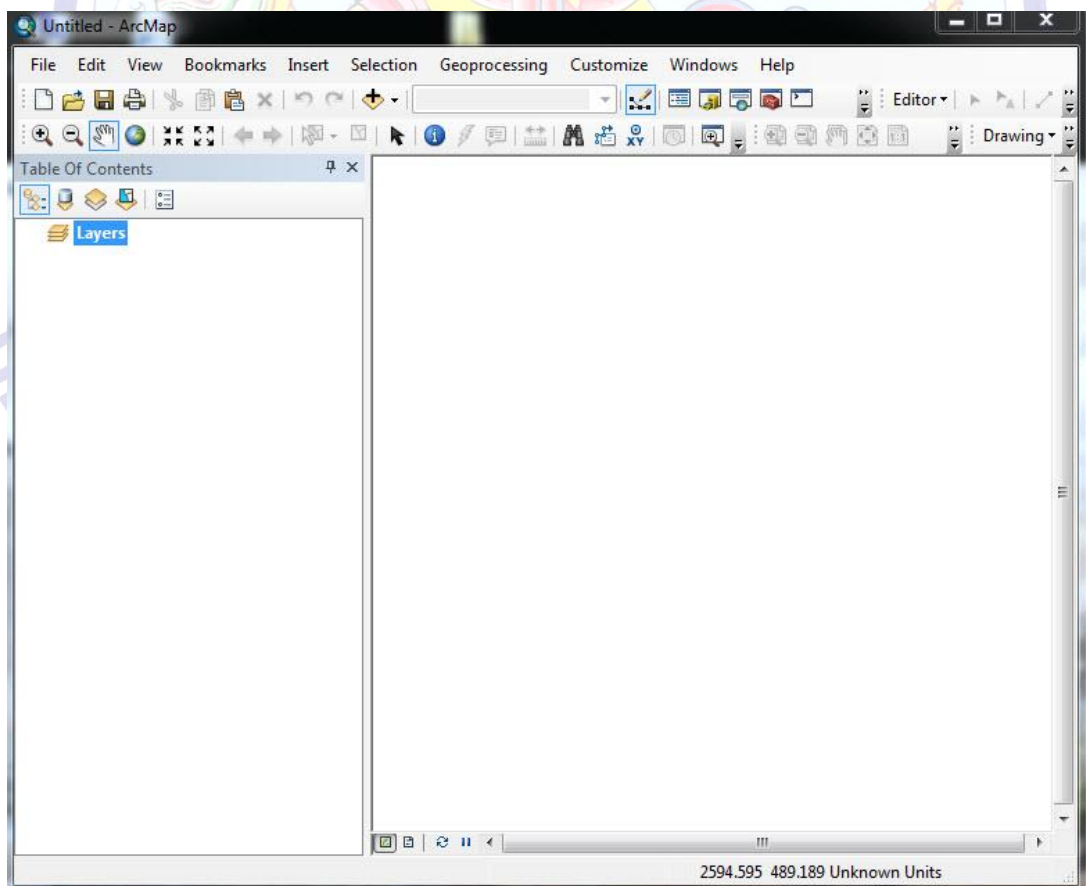 Untitled - ArcMap
File Edit View Bookmarks Insert Selection Geoprocessing Customize Windows Help
Editor
XY
Drawing
Table Of Contents
Layers
2594.595 489.189 Unknown Units